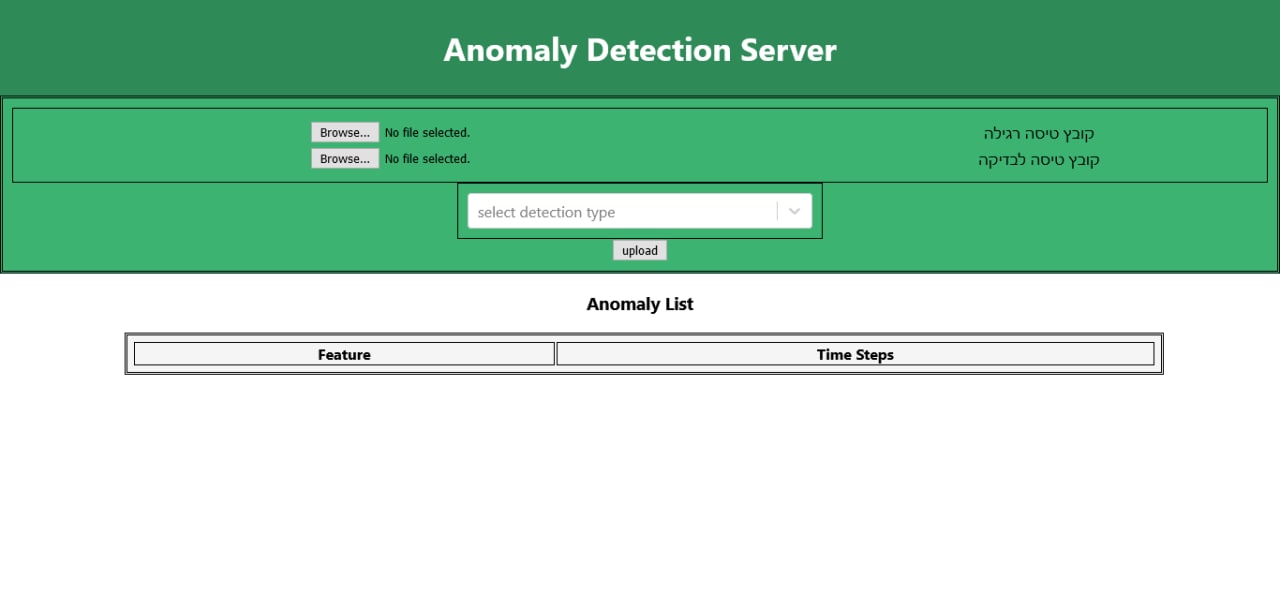 Anomaly Detection Server
Browse... No file selected. קובץ טיסה רגילה
Browse... No file selected. קובץ טיסה לבדיקה
select detection type
upload
Anomaly List
Feature Time Steps